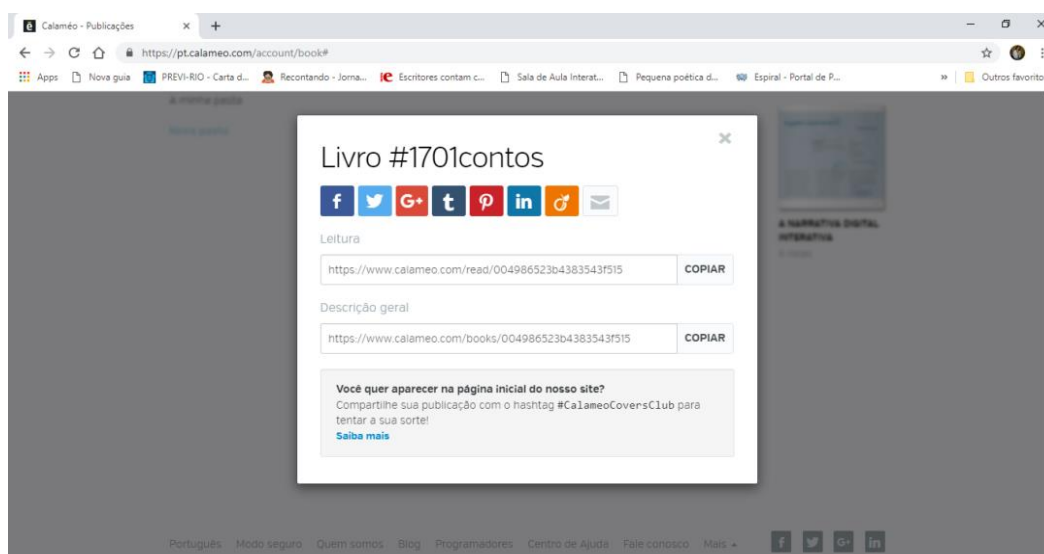 Calaméo - Publicações
https://pt.calameo.com/account/book#
Apps Nova guia PREVI-RIO - Carta d... Recontando - Jorna... Escritores contam c... Sala de Aula Interat... Pequena poética d... Espiral - Portal de P... » Outros favorito
A minha pasta
Livro #1701contos
Leitura
https://www.calameo.com/read/004986523b4383543f515 COPIAR
Descrição geral
https://www.calameo.com/books/004986523b4383543f515 COPIAR
Você quer aparecer na página inicial do nosso site?
Compartilhe sua publicação com o hashtag #CalameoCoversClub para
tentar a sua sorte!
Saiba mais
A NARRATIVA DIGITAL
INTERATIVA
Português Modo seguro Quem somos Blog Programadores Centro de Ajuda Fale conosco Mais